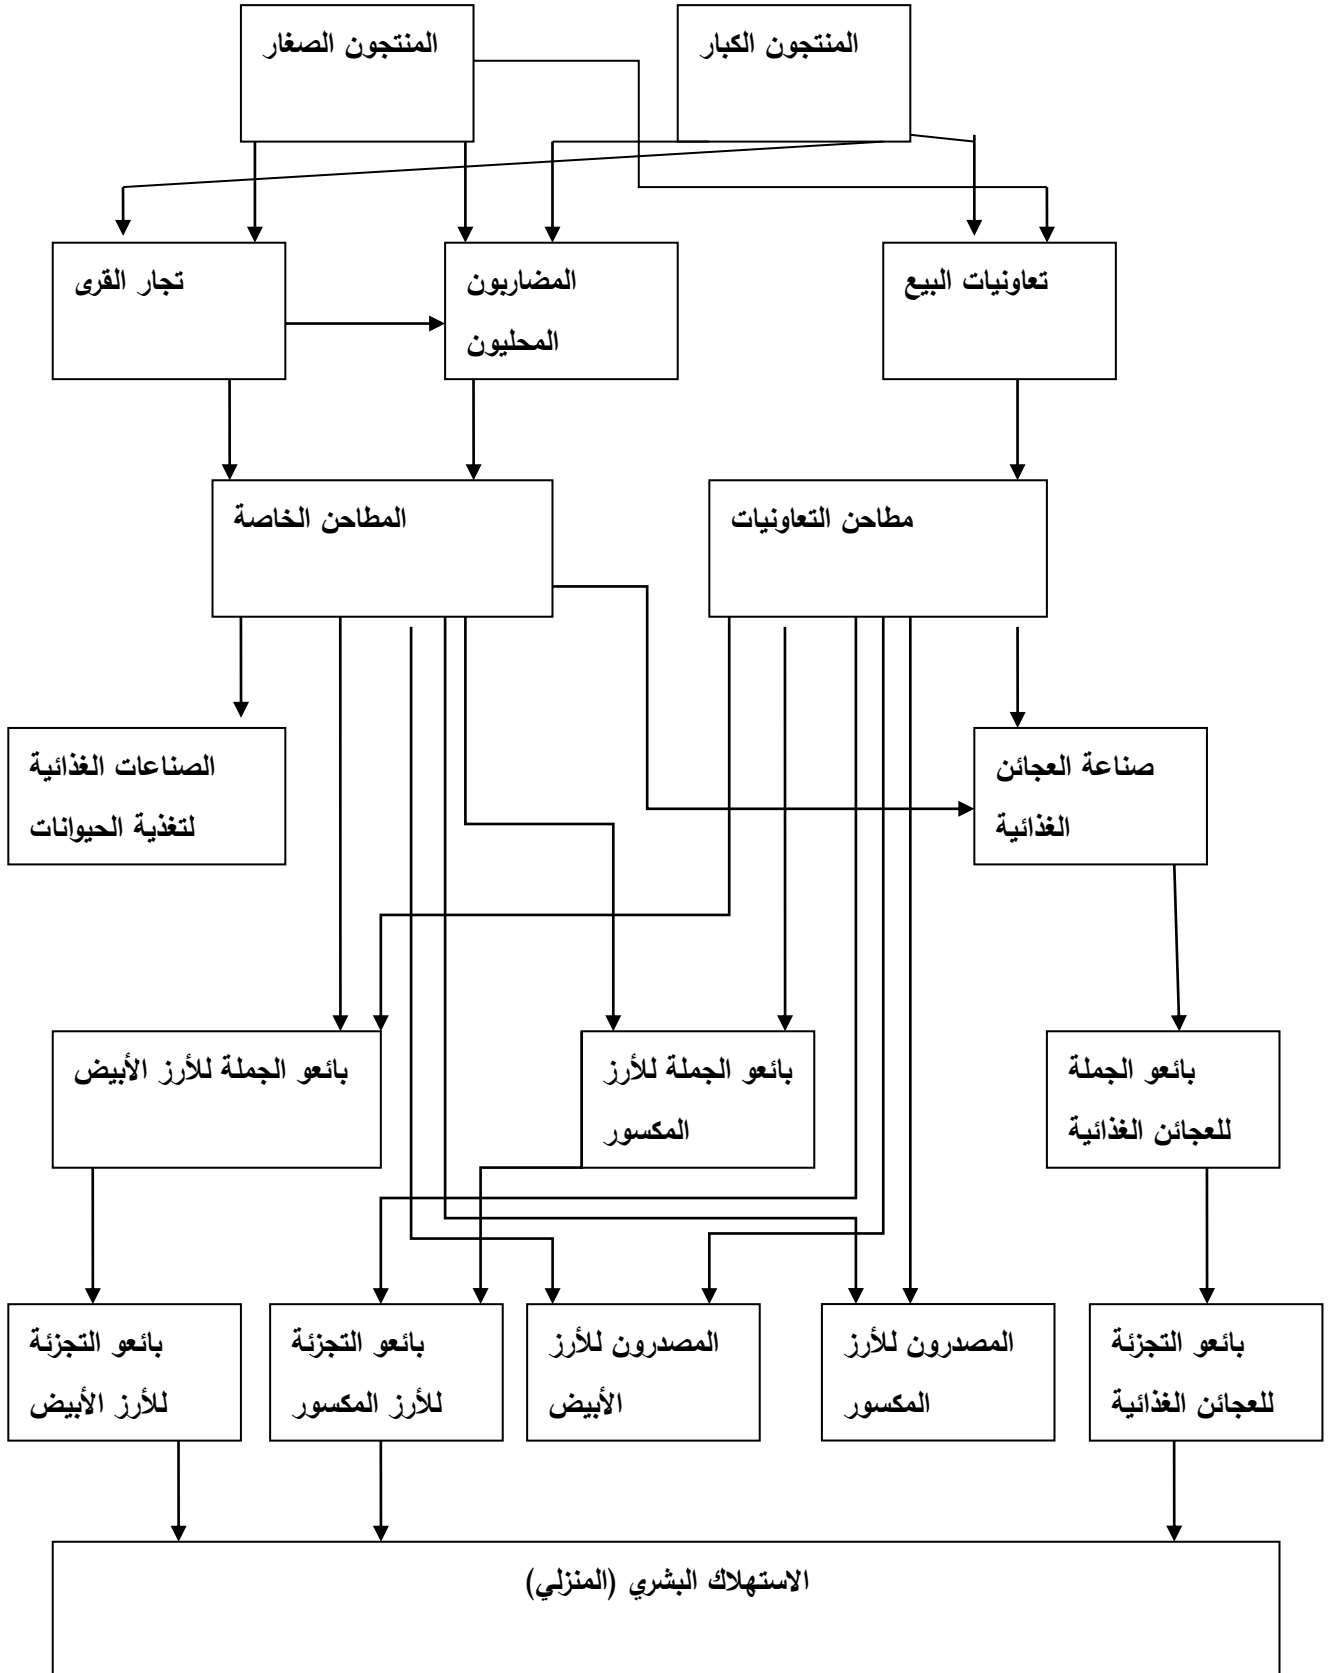 المنتجون الكبار
المنتجون الصغار
تعاونيات البيع
المضاربون
المحليون
تجار القرى
مطاحن التعاونيات
المطاحن الخاصة
صناعة العجائن
الغذائية
الصناعات الغذائية
لتغذية الحيوانات
بائعو الجملة
للعجائن الغذائية
بائعو الجملة للأرز
المكسور
بائعو الجملة للأرز الأبيض
بائعو التجزئة
للعجائن الغذائية
المصدرون للأرز
المكسور
المصدرون للأرز
الأبيض
بائعو التجزئة
للأرز المكسور
بائعو التجزئة
للأرز الأبيض
الاستهلاك البشري (المنزلي)